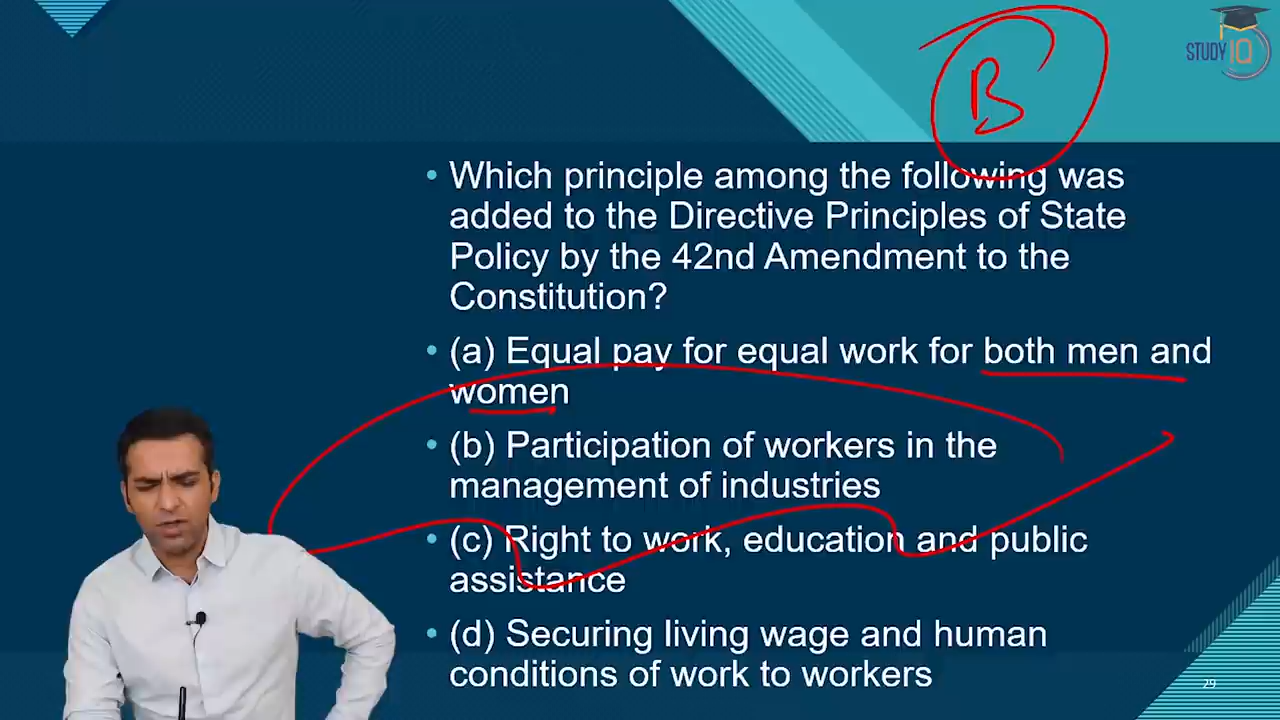 STUDY IQ
B
• Which principle among the following was
added to the Directive Principles of State
Policy by the 42nd Amendment to the
Constitution?
• (a) Equal pay for equal work for both men and
women
• (b) Participation of workers in the
management of industries
• (c) Right to work, education and public
assistance
• (d) Securing living wage and human
conditions of work to workers
29